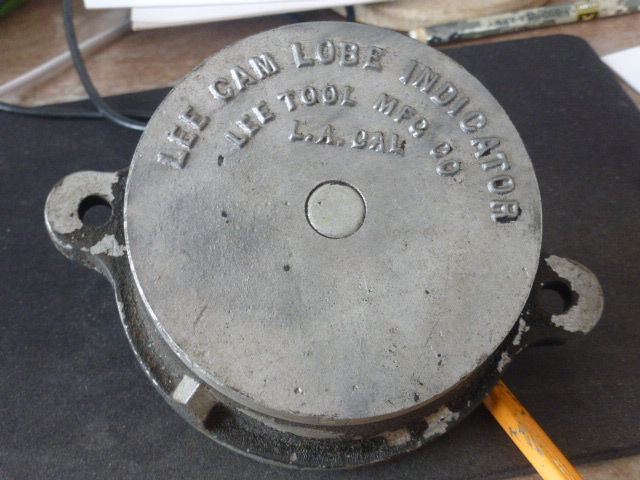 LEE CAM LOBE INDICATOR
LEE TOOL MFG CO.
L.A. CAL